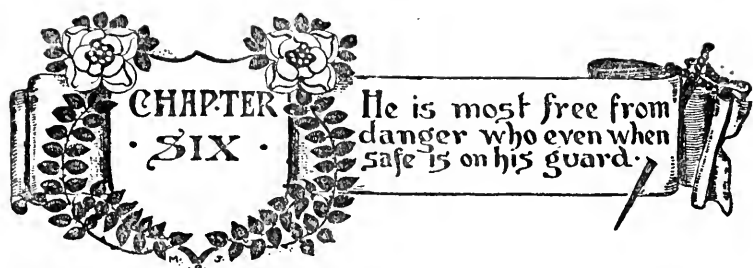 CHAPTER
· SIX ·
He is most free from
danger who even when
safe is on his guard.
M. S.